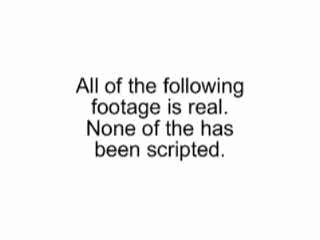 All of the following
footage is real.
None of the has
been scripted.